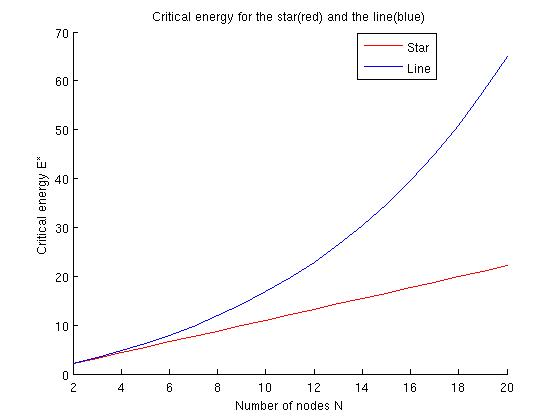 Critical energy for the star(red) and the line(blue)
70
60
50
40
30
20
10
0
Critical energy E*
Star
Line
2 4 6 8 10 12 14 16 18 20
Number of nodes N